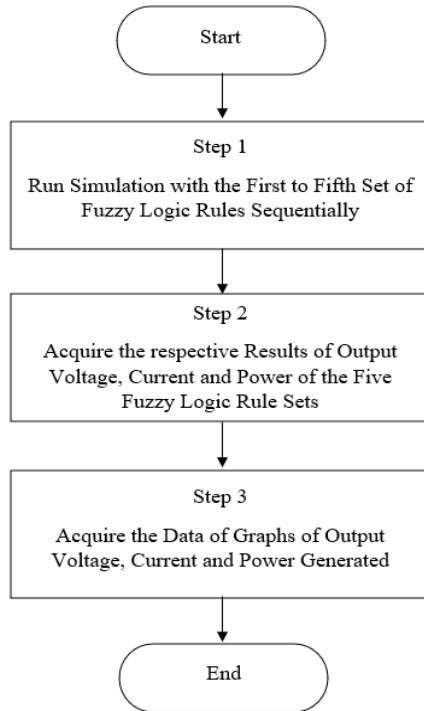 Start
Step 1
Run Simulation with the First to Fifth Set of
Fuzzy Logic Rules Sequentially
Step 2
Acquire the respective Results of Output
Voltage, Current and Power of the Five
Fuzzy Logic Rule Sets
Step 3
Acquire the Data of Graphs of Output
Voltage, Current and Power Generated
End